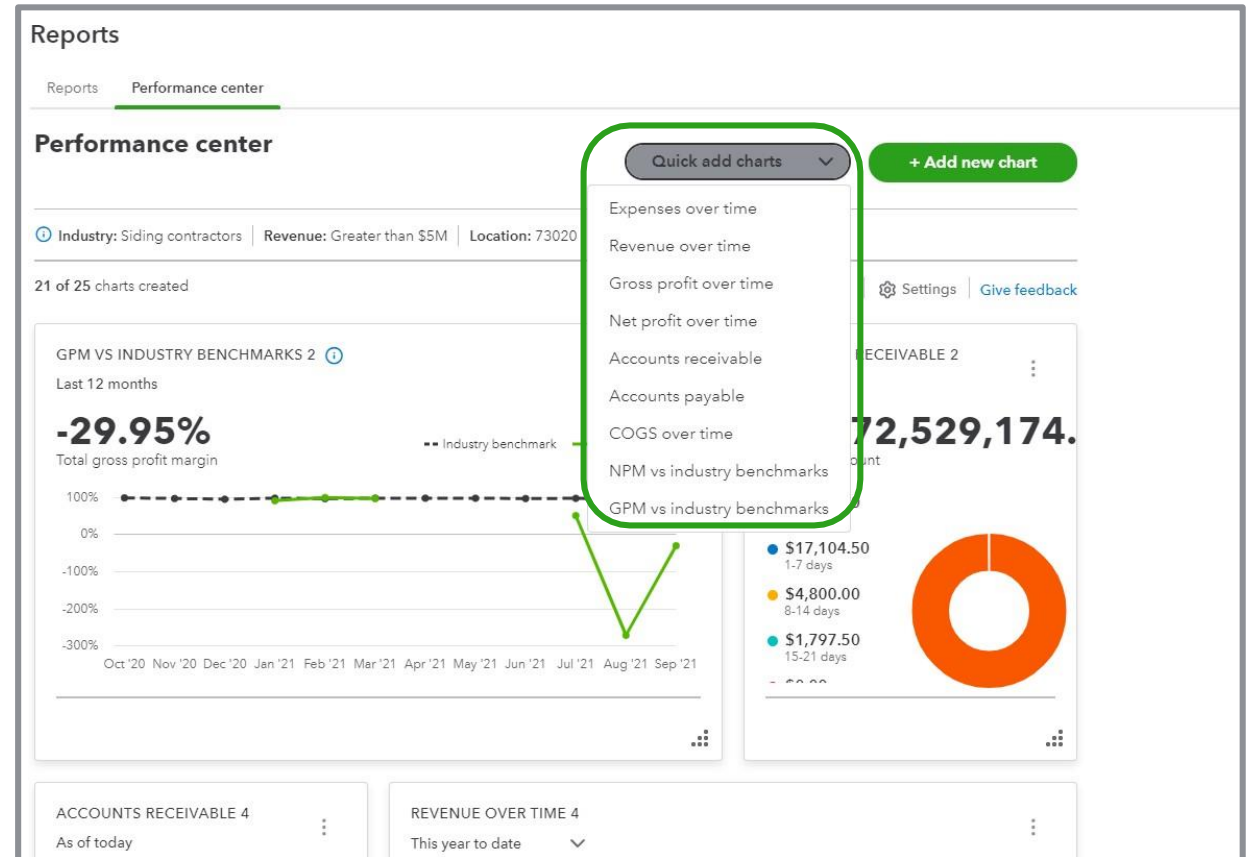 Reports
Reports Performance center
Performance center
Quick add charts
+ Add new chart
Expenses over time
Revenue over time
Gross profit over time
Net profit over time
Accounts receivable
Accounts payable
COGS over time
NPM vs industry benchmarks
GPM vs industry benchmarks
Industry: Siding contractors Revenue: Greater than $5M Location: 73020
21 of 25 charts created
Settings Give feedback
GPM VS INDUSTRY BENCHMARKS 2
Last 12 months
-29.95%
Total gross profit margin
Industry benchmark
100%
0%
-100%
-200%
-300%
Oct '20 Nov '20 Dec '20 Jan '21 Feb '21 Mar '21 Apr '21 May '21 Jun '21 Jul '21 Aug '21 Sep '21
RECEIVABLE 2
72,529,174.
$17,104.50
1-7 days
$4,800.00
8-14 days
$1,797.50
15-21 days
ACCOUNTS RECEIVABLE 4
As of today
REVENUE OVER TIME 4
This year to date